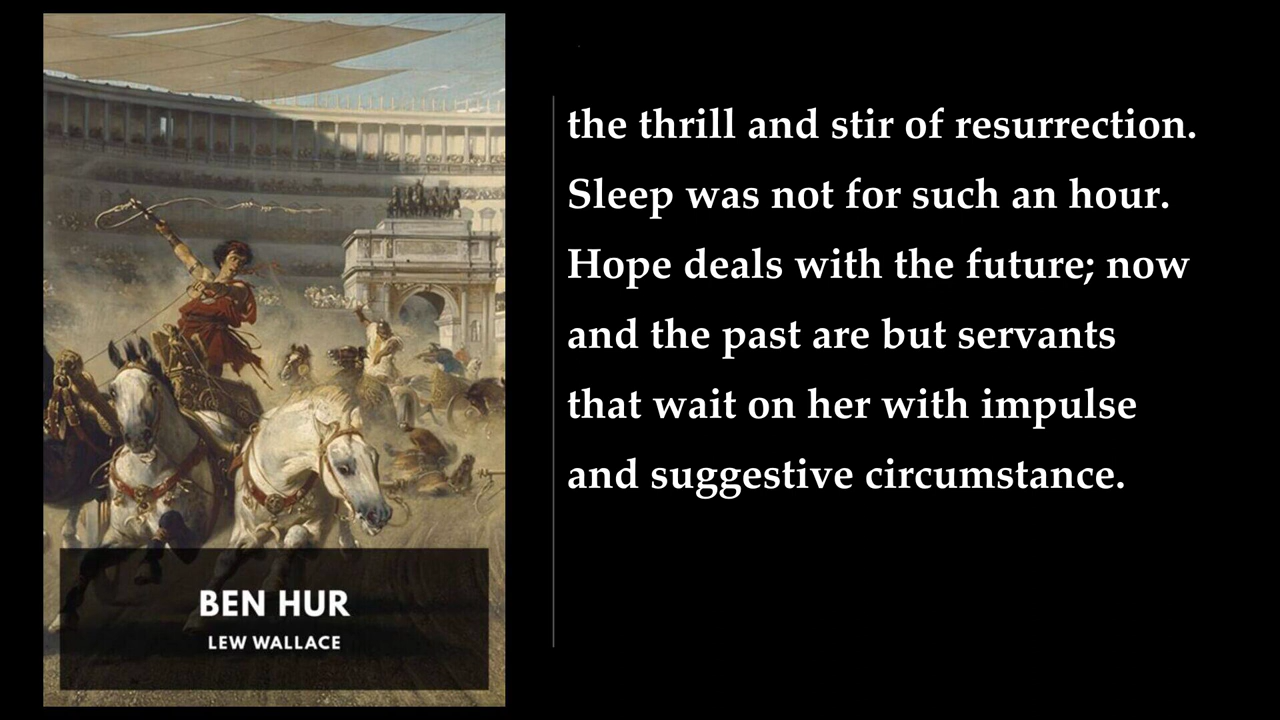 the thrill and stir of resurrection.
Sleep was not for such an hour.
Hope deals with the future; now
and the past are but servants
that wait on her with impulse
and suggestive circumstance.
BEN HUR
LEW WALLACE